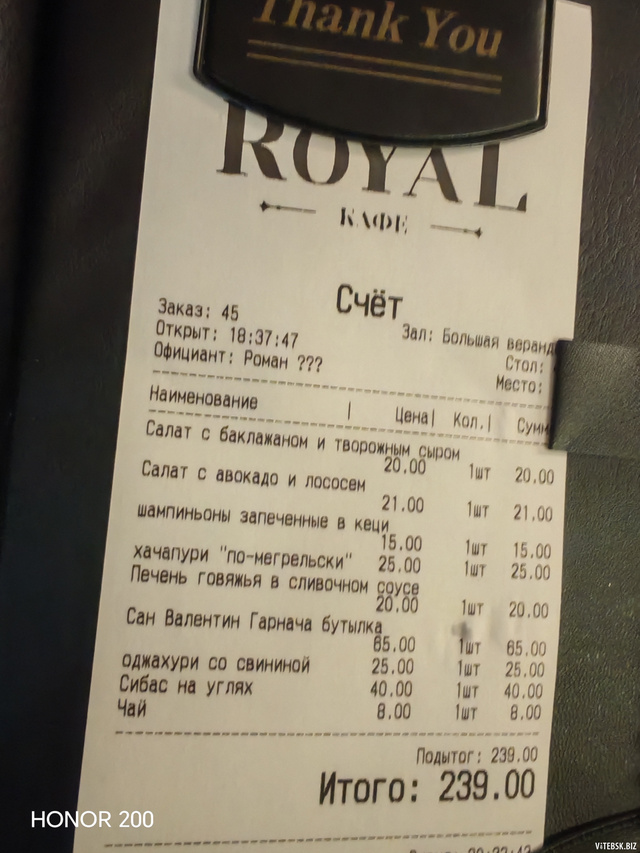 Thank You
ROYAL
КАФЕ
Счёт
Заказ: 45
Открыт: 18:37:47
Зал: Большая веранд
Официант: Роман ???
Стол:
Место:
Наименование | Цена| Кол.| Сумм
Салат с баклажаном и творожным сыром
20.00 1шт 20.00
Салат с авокадо и лососем
21.00 1шт 21.00
шампиньоны запеченные в кеци
15.00 1шт 15.00
хачапури "по-мегрельски" 25.00 1шт 25.00
Печень говяжья в сливочном соусе
20.00 1шт 20.00
Сан Валентин Гарнача бутылка
65.00 1шт 65.00
оджахури со свининой 25.00 1шт 25.00
Сибас на углях 40.00 1шт 40.00
Чай 8.00 1шт 8.00
Подытог: 239.00
Итого: 239.00
HONOR 200
ViTEBSK.BIZ